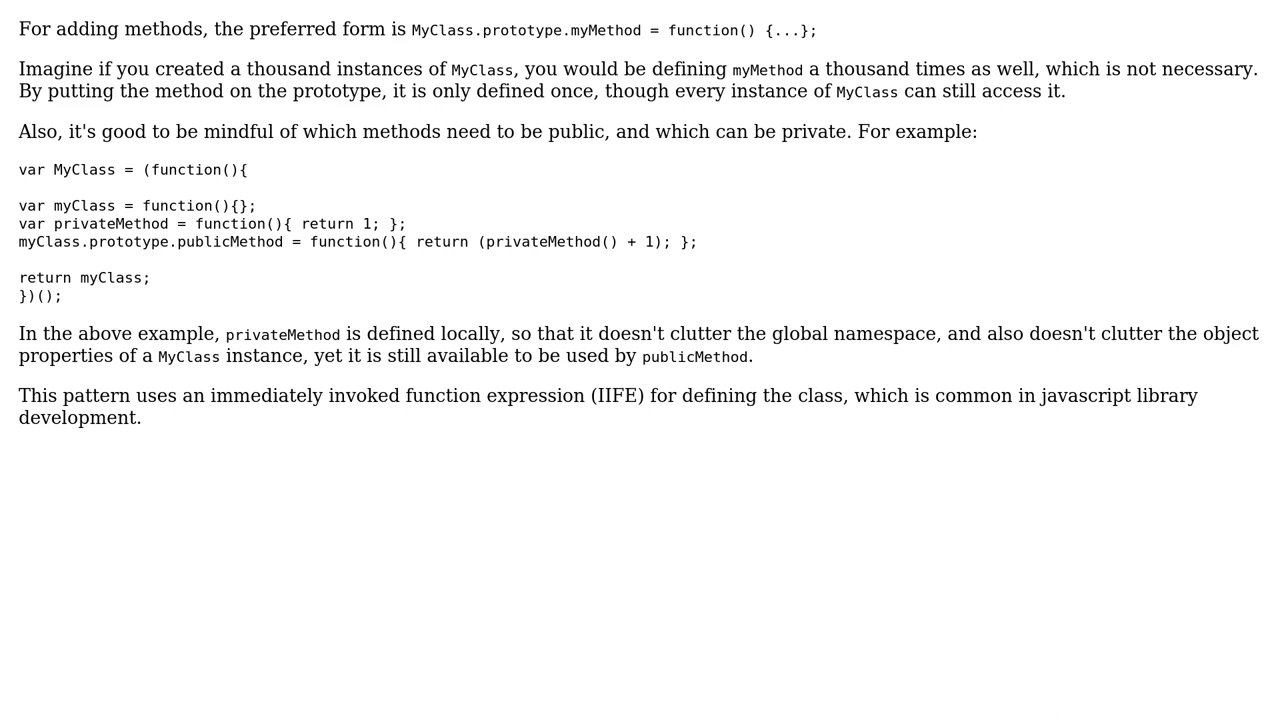 For adding methods, the preferred form is MyClass.prototype.myMethod = function() {...};
Imagine if you created a thousand instances of MyClass, you would be defining myMethod a thousand times as well, which is not necessary.
By putting the method on the prototype, it is only defined once, though every instance of MyClass can still access it.
Also, it's good to be mindful of which methods need to be public, and which can be private. For example:
var MyClass = (function(){
var myClass = function(){};
var privateMethod = function(){ return 1; };
myClass.prototype.publicMethod = function(){ return (privateMethod() + 1); };
return myClass;
})();
In the above example, privateMethod is defined locally, so that it doesn't clutter the global namespace, and also doesn't clutter the object
properties of a MyClass instance, yet it is still available to be used by publicMethod.
This pattern uses an immediately invoked function expression (IIFE) for defining the class, which is common in javascript library
development.